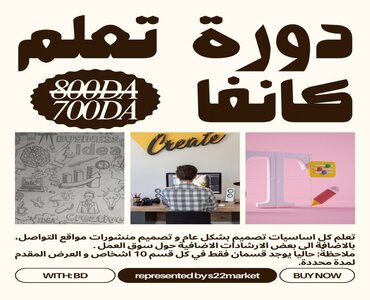 دورة تعلم
كانفا
800DA
700DA
BUSINESS
Idea
Creative
Create
T
تعلم كل اساسيات تصميم بشكل عام و تصميم منشورات مواقع التواصل.
بالاضافة الى بعض الارشادات الاضافية حول سوق العمل.
ملاحظة: حاليا يوجد قسمان فقط في كل قسم 10 اشخاص و العرض المقدم
لمدة محددة.
WITH: BD
represented by s22market
BUY NOW